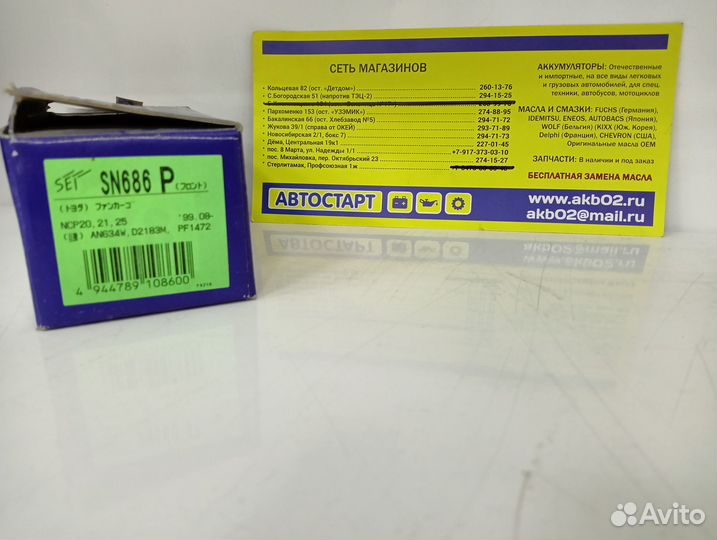 SEI
SN686 P (フロント)
(トヨタ) ファンカーゴ
NCP20, 21, 25 '99.08-
AN634W, D2183M, PF1472
4 944789 108600
СЕТЬ МАГАЗИНОВ
Кольцевая 82 (ост. «Детдом») 260-13-76
С.Богородская 51 (напротив ТЭЦ-2) 294-15-25
Пархоменко 153 (ост. «УЗЭМИК») 274-88-95
Бакалинская 66 (ост. Хлебзавод №5) 294-71-72
Жукова 39/1 (справа от ОКЕЙ) 293-71-89
Новосибирская 2/1, бокс 7) 294-71-73
Дёма, Центральная 19к1 227-01-45
пос. 8 Марта, ул. Надежды 1/1 +7-917-373-03-10
пос. Михайловка, пер. Октябрьский 23 274-15-27
Стерлитамак, Профсоюзная 1ж
АВТОСТАРТ
АККУМУЛЯТОРЫ: Отечественные
и импортные, на все виды легковых
и грузовых автомобилей, для спец.
техники, автобусов, мотоциклов
МАСЛА И СМАЗКИ: FUCHS (Германия),
IDEMITSU, ENEOS, AUTOBACS (Япония),
WOLF (Бельгия) (KIXX (Юж. Корея),
Delphi (Франция), CHEVRON (США),
Оригинальные масла OEM
ЗАПЧАСТИ: В наличии и под заказ
БЕСПЛАТНАЯ ЗАМЕНА МАСЛА
www.akb02.ru
akb02@mail.ru
Avito